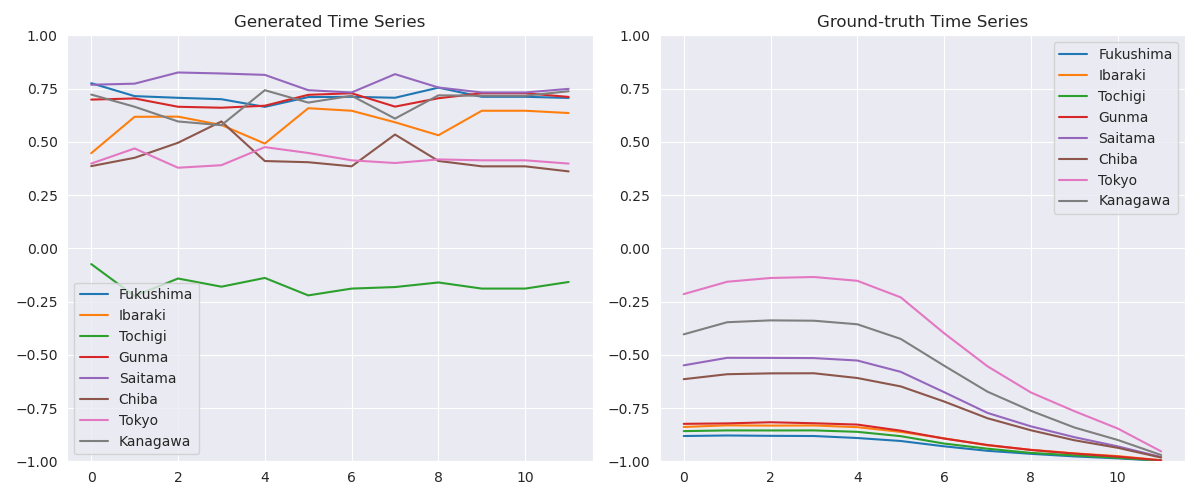 Generated Time Series
1.00
0.75
0.50
0.25
0.00
−0.25
−0.50
−0.75
−1.00
0 2 4 6 8 10
Fukushima
Ibaraki
Tochigi
Gunma
Saitama
Chiba
Tokyo
Kanagawa
Ground-truth Time Series
1.00
0.75
0.50
0.25
0.00
−0.25
−0.50
−0.75
−1.00
0 2 4 6 8 10
Fukushima
Ibaraki
Tochigi
Gunma
Saitama
Chiba
Tokyo
Kanagawa